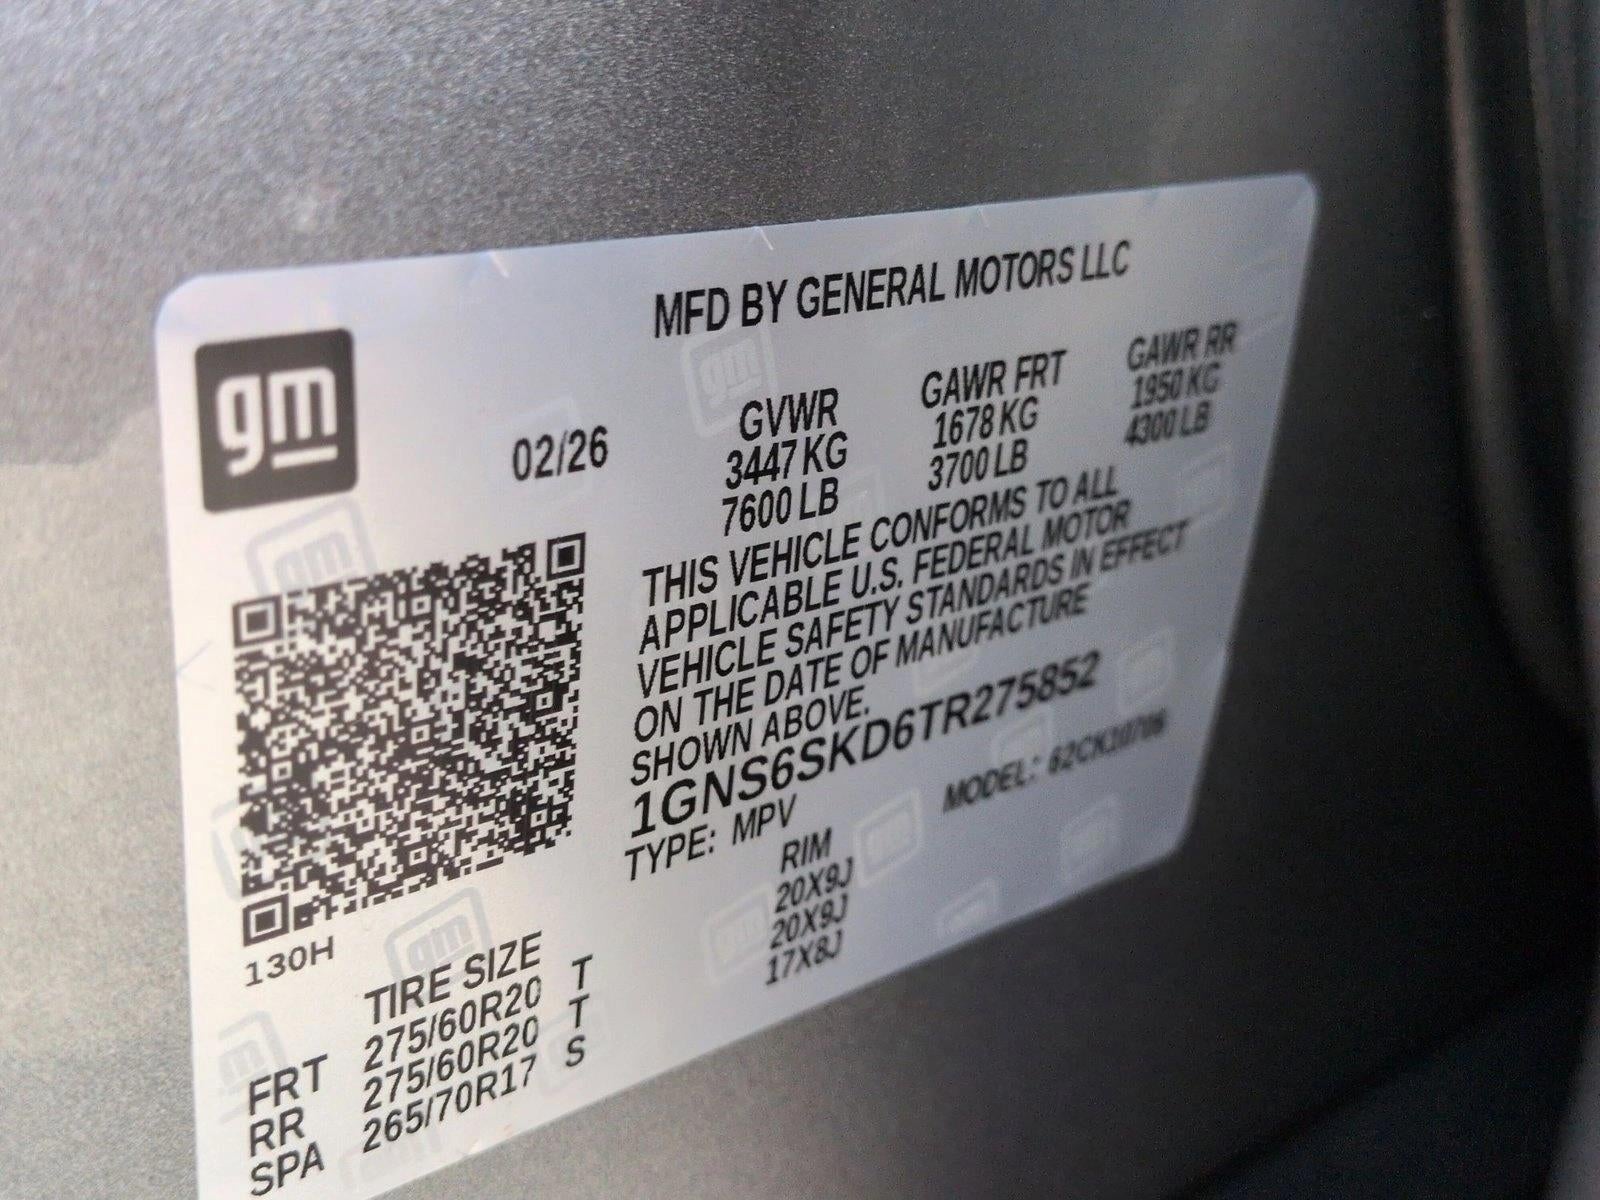 MFD BY GENERAL MOTORS LLC
gm
02/26
GVWR GAWR FRT GAWR RR
3447 KG 1678 KG 1950 KG
7600 LB 3700 LB 4300 LB
THIS VEHICLE CONFORMS TO ALL
APPLICABLE U.S. FEDERAL MOTOR
VEHICLE SAFETY STANDARDS IN EFFECT
ON THE DATE OF MANUFACTURE
SHOWN ABOVE.
1GNS6SKD6TR275852
TYPE: MPV MODEL: 62CK10706
130H
TIRE SIZE RIM
FRT 275/60R20 T 20X9J
RR 275/60R20 T 20X9J
SPA 265/70R17 S 17X8J